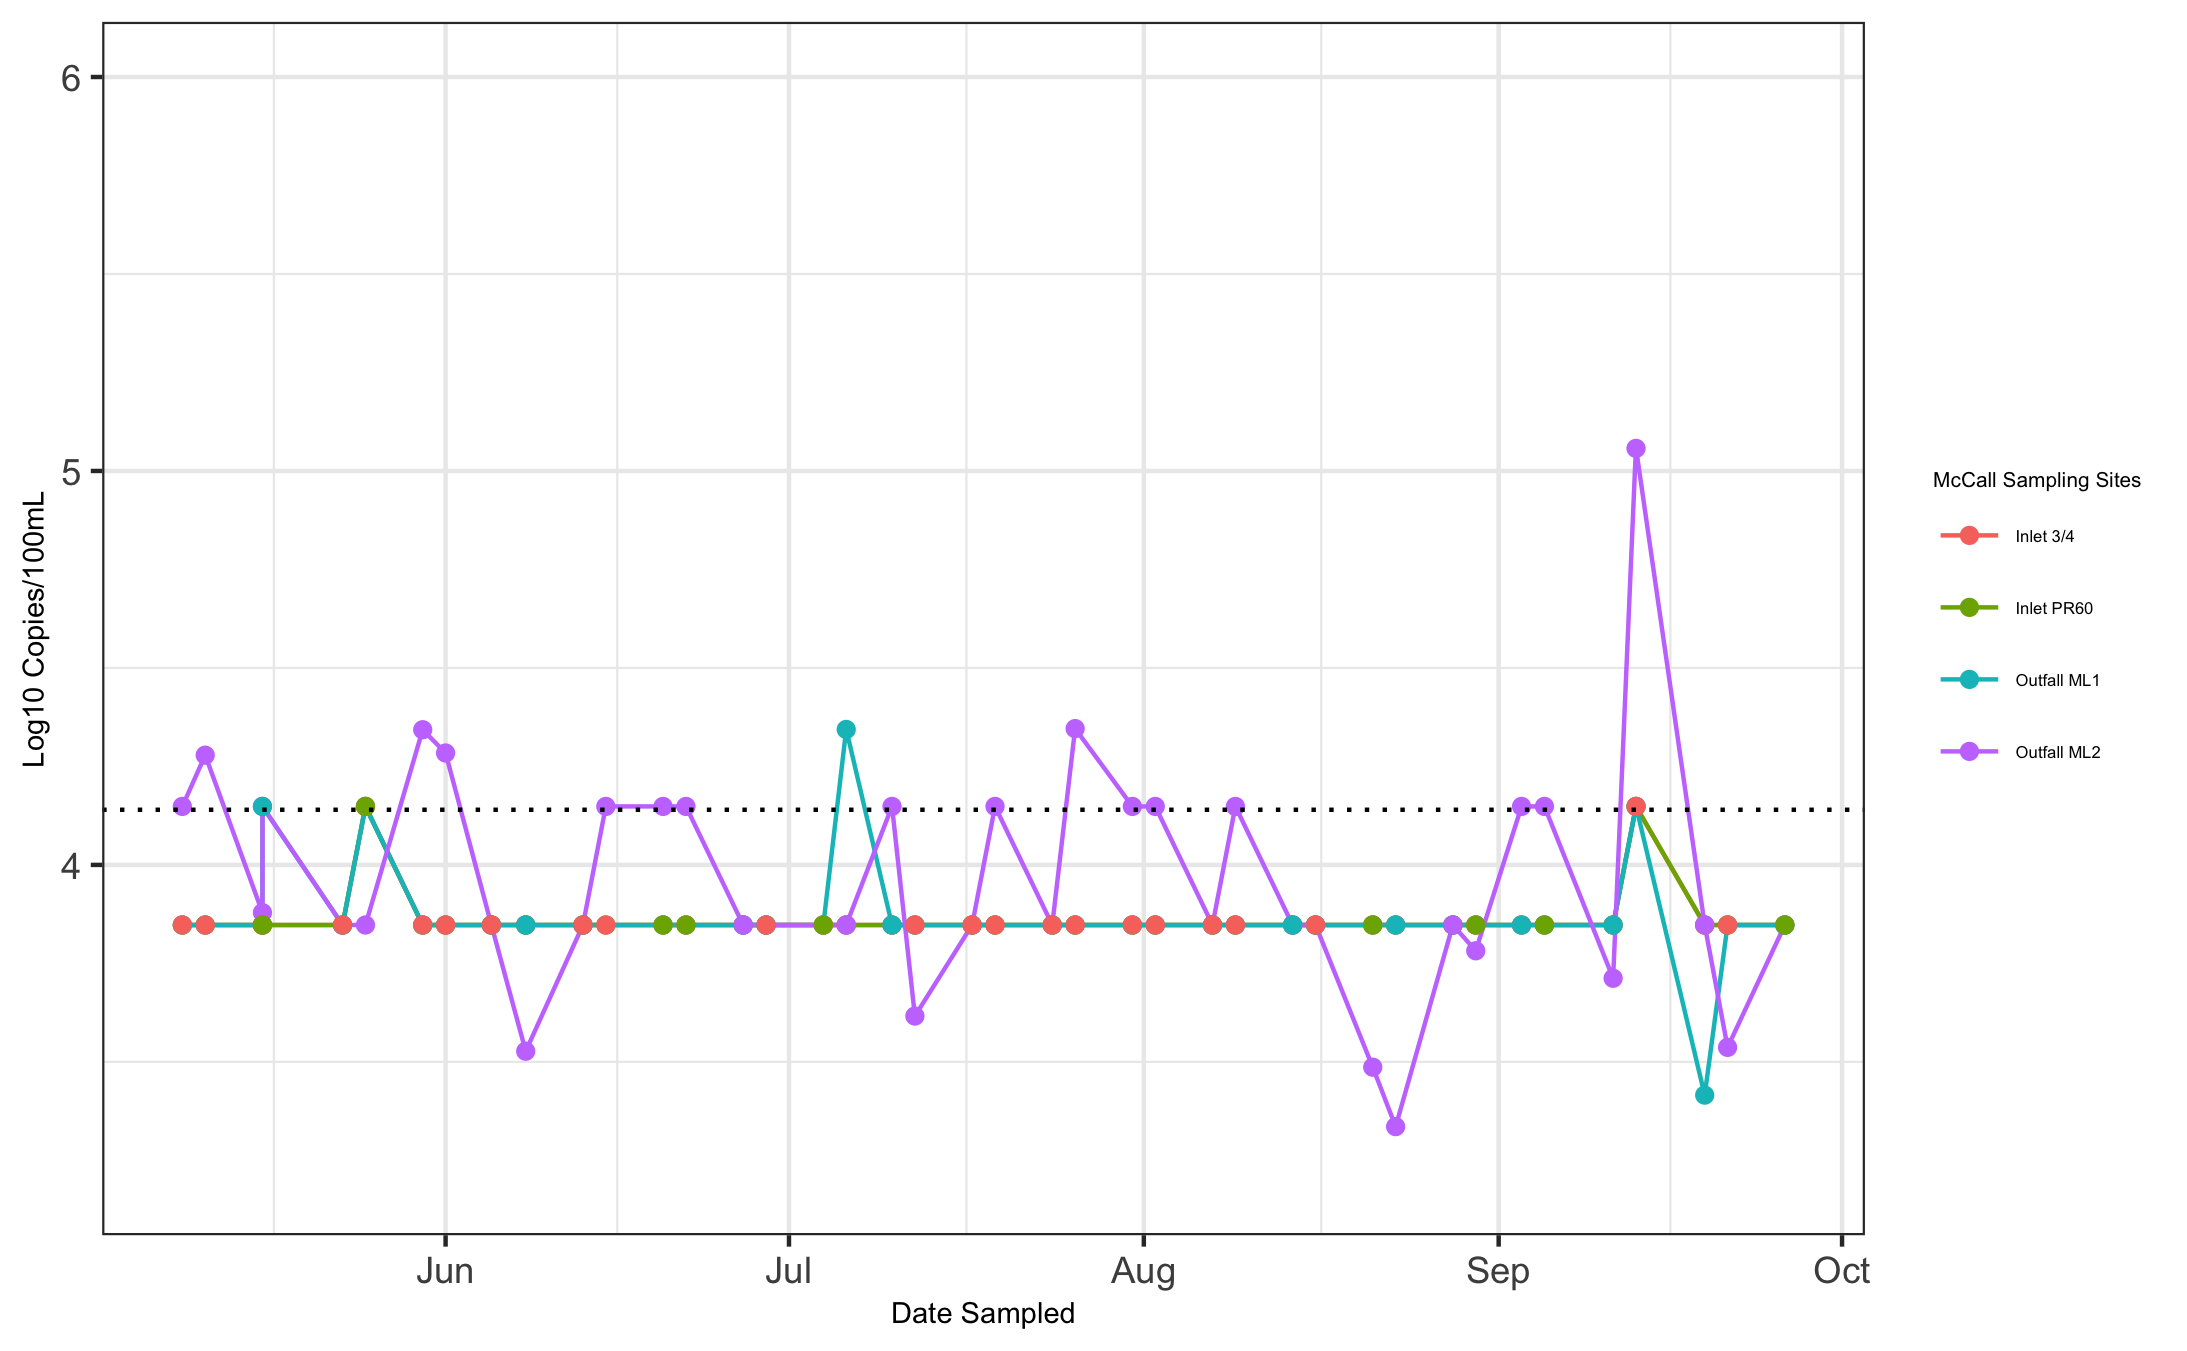 Log10 Copies/100mL
6
5
4
Jun Jul Aug Sep Oct
Date Sampled
McCall Sampling Sites
Inlet 3/4
Inlet PR60
Outfall ML1
Outfall ML2